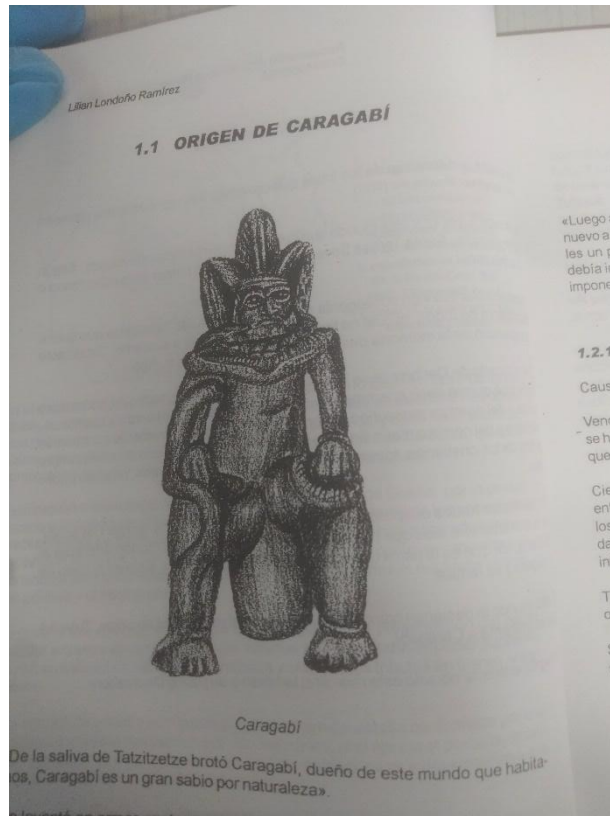 Lilian Londoño Ramírez
1.1 ORIGEN DE CARAGABÍ
Caragabí
De la saliva de Tatzitzetze brotó Caragabí, dueño de este mundo que habita-
os, Caragabí es un gran sabio por naturaleza».
«Luego
nuevo a
les un
debía
impone
1.2.1
Caus
Ven
se h
que
Cie
en
los
da
in
T